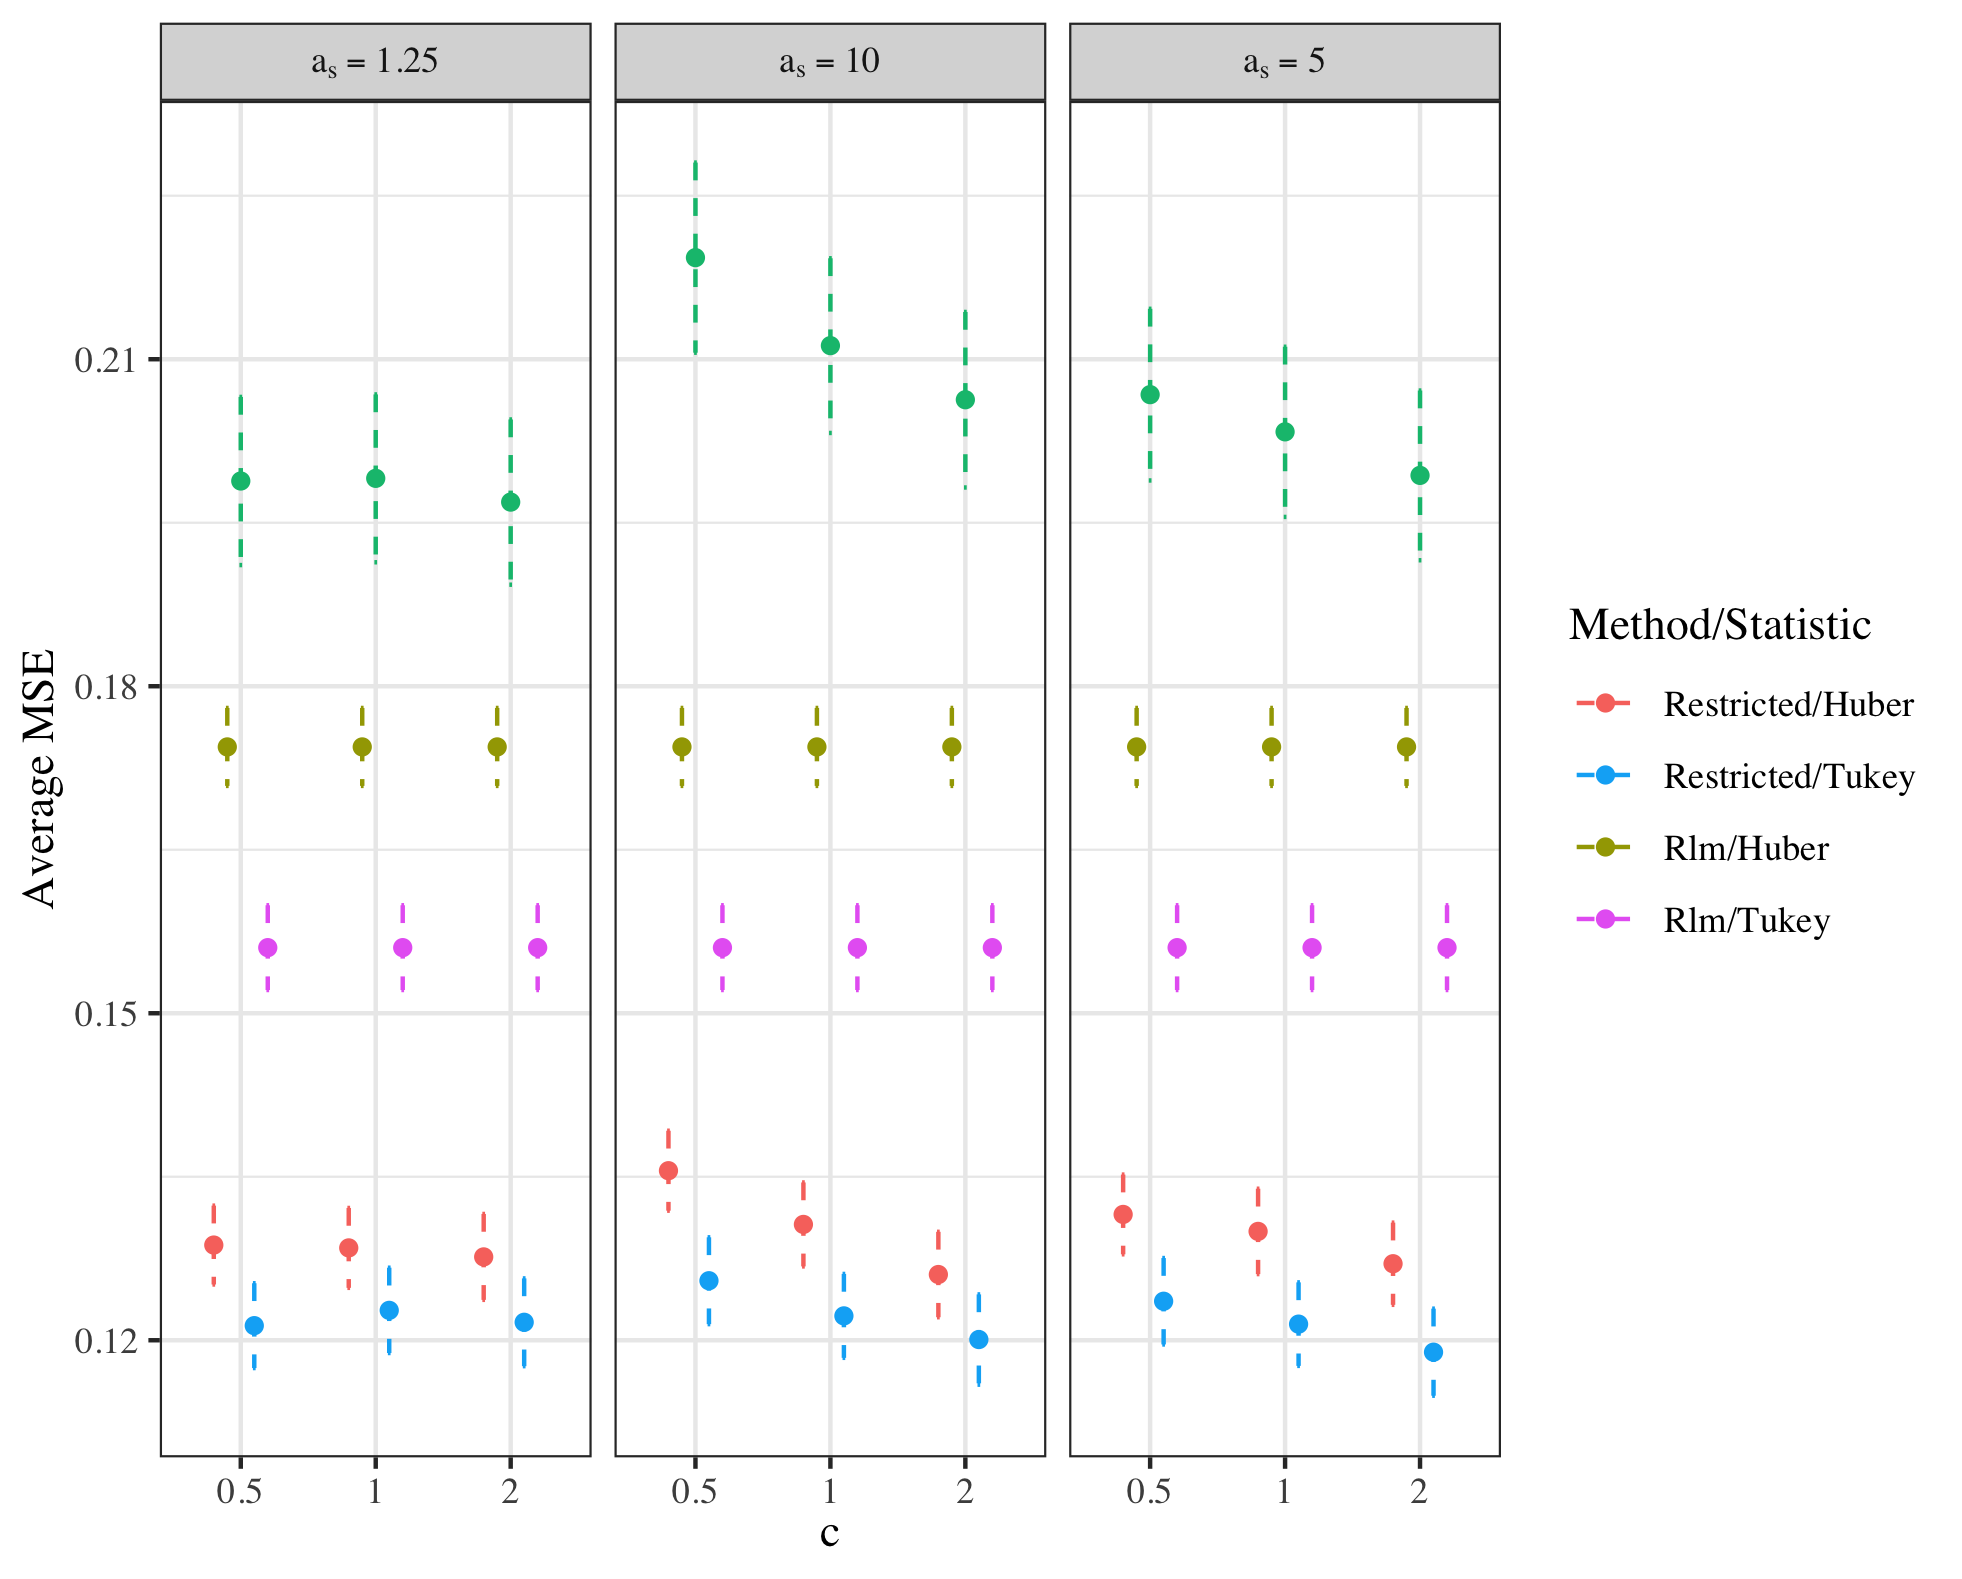 aₛ = 1.25
aₛ = 10
aₛ = 5
Average MSE
0.21
0.18
0.15
0.12
0.5 1 2
0.5 1 2
0.5 1 2
c
Method/Statistic
Restricted/Huber
Restricted/Tukey
Rlm/Huber
Rlm/Tukey